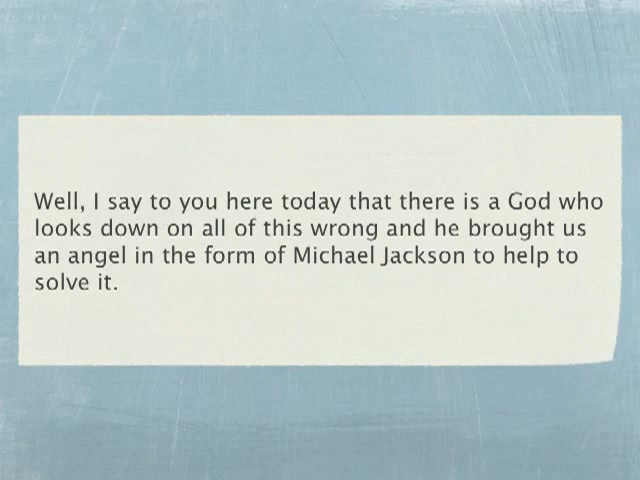 Well, I say to you here today that there is a God who
looks down on all of this wrong and he brought us
an angel in the form of Michael Jackson to help to
solve it.